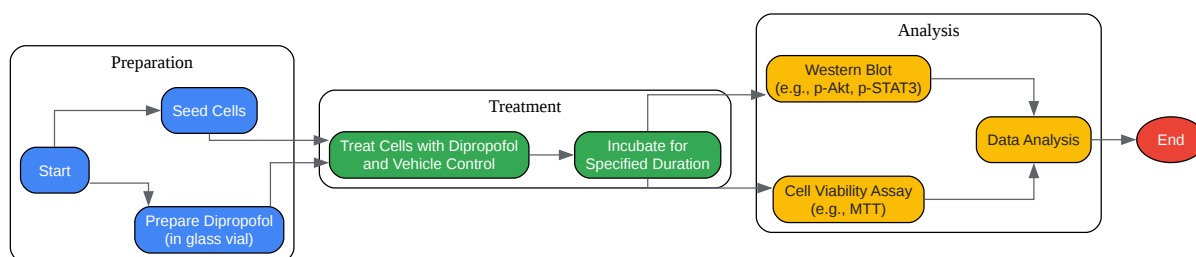 Preparation
Start
Seed Cells
Prepare Dipropofol
(in glass vial)
Treatment
Treat Cells with Dipropofol
and Vehicle Control
Incubate for
Specified Duration
Analysis
Western Blot
(e.g., p-Akt, p-STAT3)
Cell Viability Assay
(e.g., MTT)
Data Analysis
End